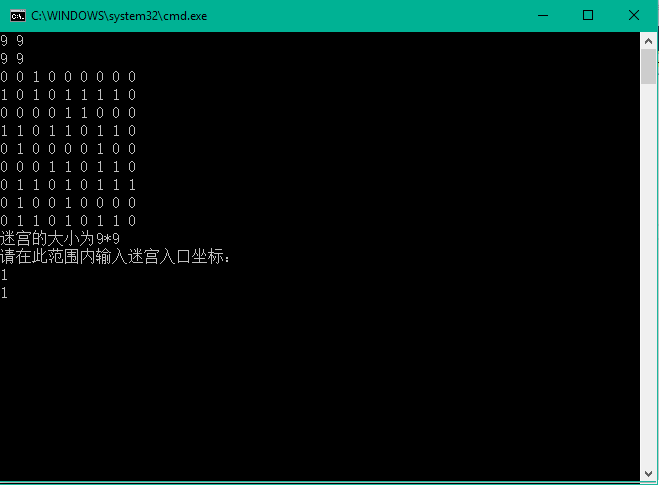 C:\WINDOWS\system32\cmd.exe
9 9
9 9
0 0 1 0 0 0 0 0 0
1 0 1 0 1 1 1 1 0
0 0 0 0 1 1 0 0 0
1 1 0 1 1 0 1 1 0
0 1 0 0 0 0 1 0 0
0 0 0 1 1 0 1 1 0
0 1 1 0 1 0 1 1 1
0 1 0 0 1 0 0 0 0
0 1 1 0 1 0 1 1 0
迷宫的大小为9*9
请在此范围内输入迷宫入口坐标:
1
1